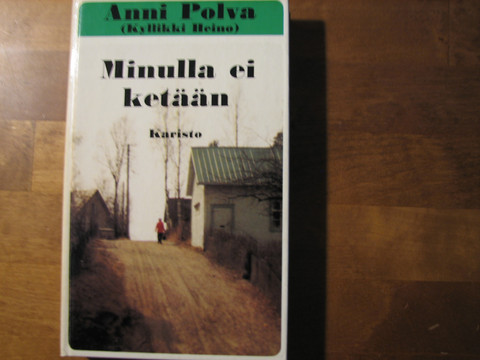 Anni Polva
(Kyllikki Heino)
Minulla ei
ketään
Karisto